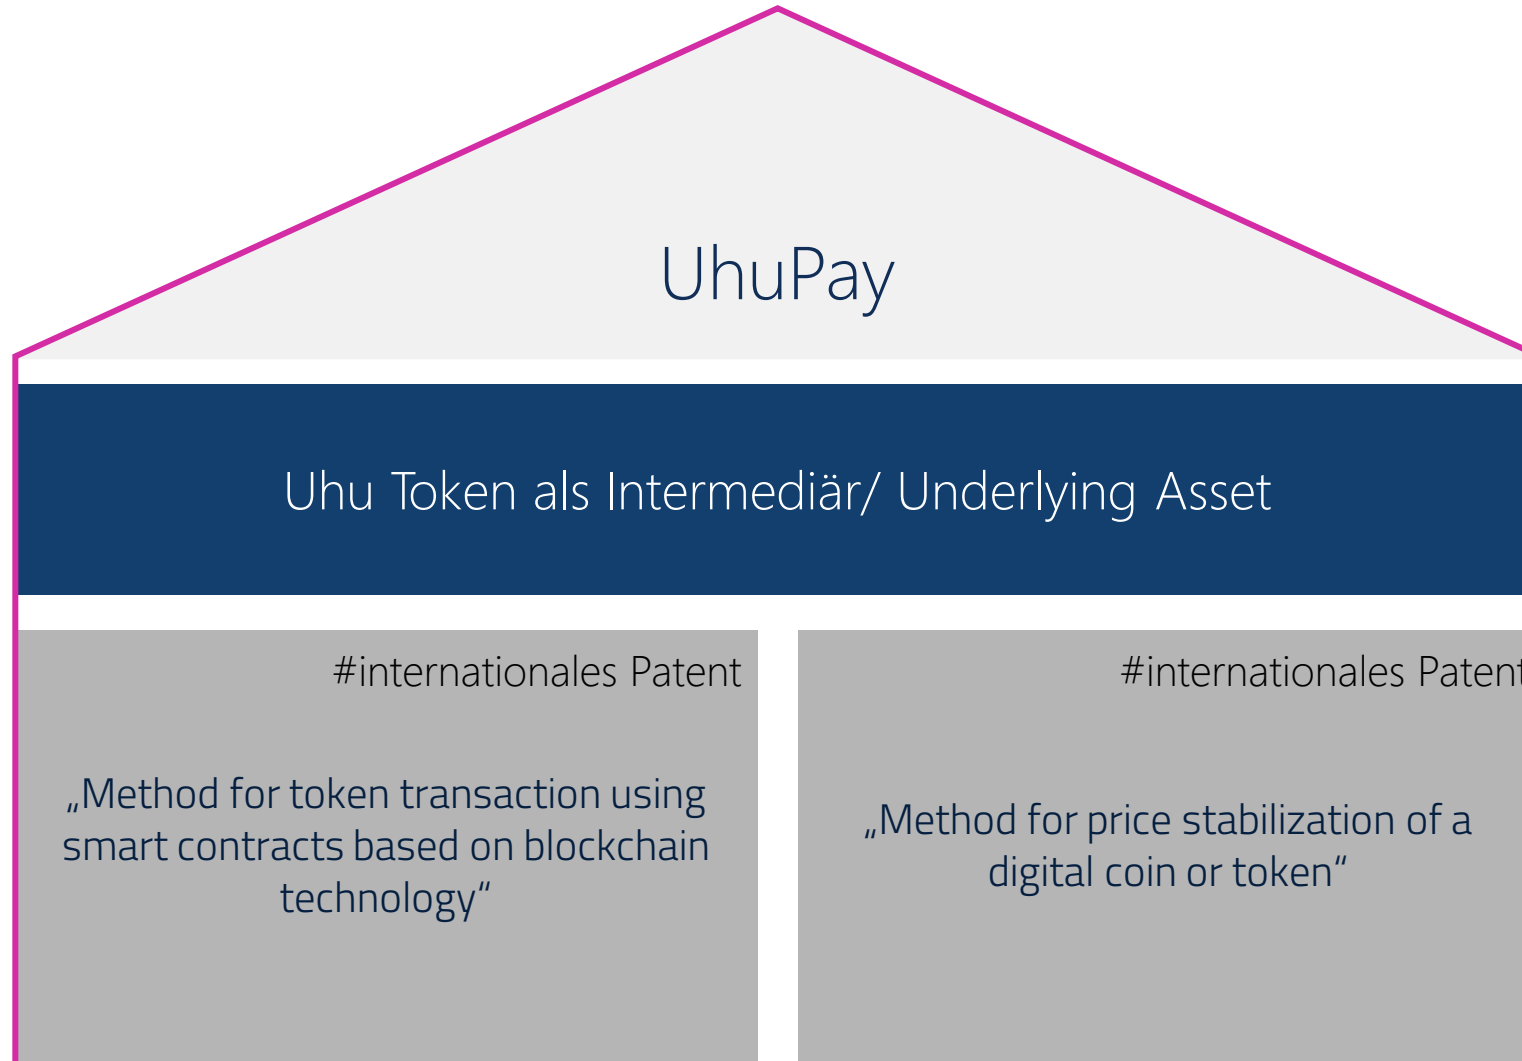 UhuPay
Uhu Token als Intermediär/ Underlying Asset
#internationales Patent
„Method for token transaction using
smart contracts based on blockchain
technology“
#internationales Patent
„Method for price stabilization of a
digital coin or token“